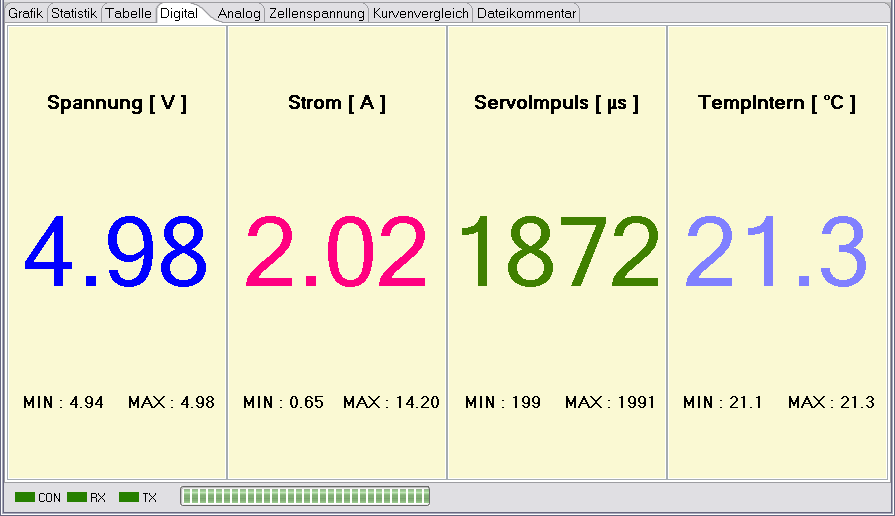 Grafik Statistik Tabelle Digital Analog Zellenspannung Kurvenvergleich Dateikommentar
Spannung [ V ] Strom [ A ] ServoImpuls [ µs ] TempIntern [ °C ]
4.98 2.02 1872 21.3
MIN : 4.94 MAX : 4.98 MIN : 0.65 MAX : 14.20 MIN : 199 MAX : 1991 MIN : 21.1 MAX : 21.3
CON RX TX